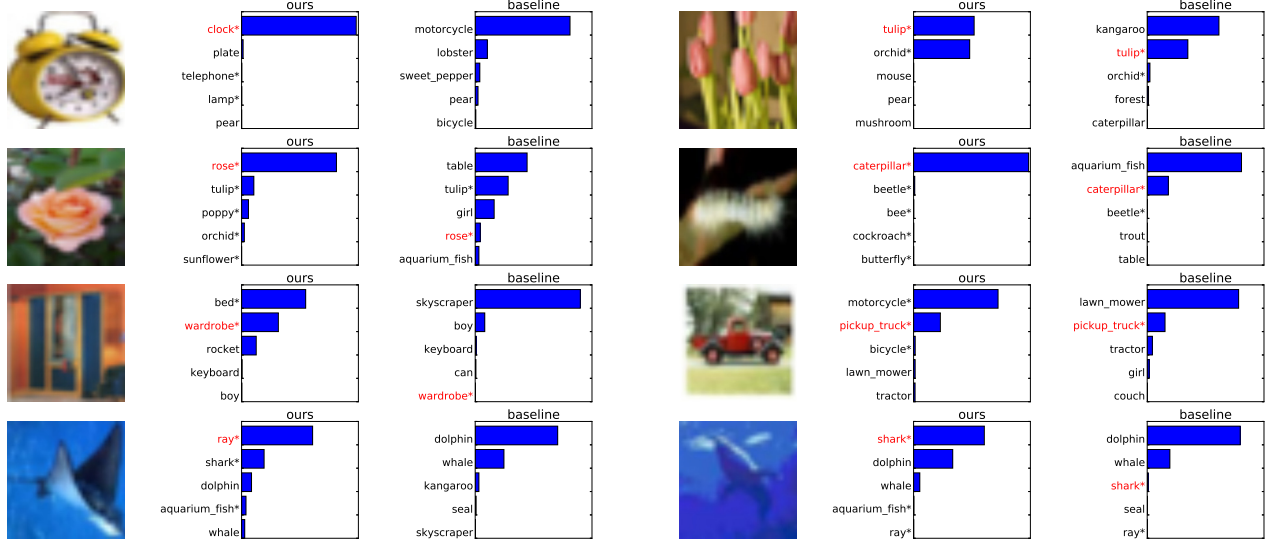 ours
clock*
plate
telephone*
lamp*
pear
baseline
motorcycle
lobster
sweet_pepper
pear
bicycle
ours
tulip*
orchid*
mouse
pear
mushroom
baseline
kangaroo
tulip*
orchid*
forest
caterpillar
ours
rose*
tulip*
poppy*
orchid*
sunflower*
baseline
table
tulip*
girl
rose*
aquarium_fish
ours
caterpillar*
beetle*
bee*
cockroach*
butterfly*
baseline
aquarium_fish
caterpillar*
beetle*
trout
table
ours
bed*
wardrobe*
rocket
keyboard
boy
baseline
skyscraper
boy
keyboard
can
wardrobe*
ours
motorcycle*
pickup_truck*
bicycle*
lawn_mower
tractor
baseline
lawn_mower
pickup_truck*
tractor
girl
couch
ours
ray*
shark*
dolphin
aquarium_fish*
whale
baseline
dolphin
whale
kangaroo
seal
skyscraper
ours
shark*
dolphin
whale
aquarium_fish*
ray*
baseline
dolphin
whale
shark*
seal
ray*